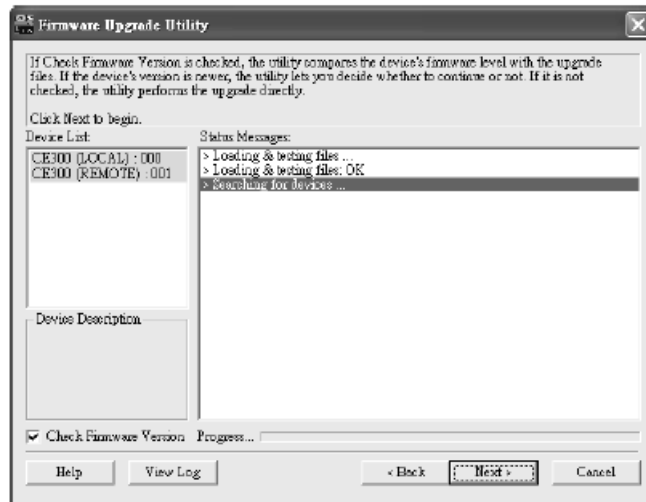 Firmware Upgrade Utility
If Check Firmware Version is checked, the utility compares the device's firmware level with the upgrade
files. If the device's version is newer, the utility lets you decide whether to continue or not. If it is not
checked, the utility performs the upgrade directly.
Click Next to begin.
Device List:
Status Messages:
CE300 (LOCAL) : 000
CE300 (REMOTE) : 001
> Loading & testing files ...
> Loading & testing files: OK
> Searching for devices ...
Device Description
Check Firmware Version
Progress...
Help
View Log
< Back
Next >
Cancel